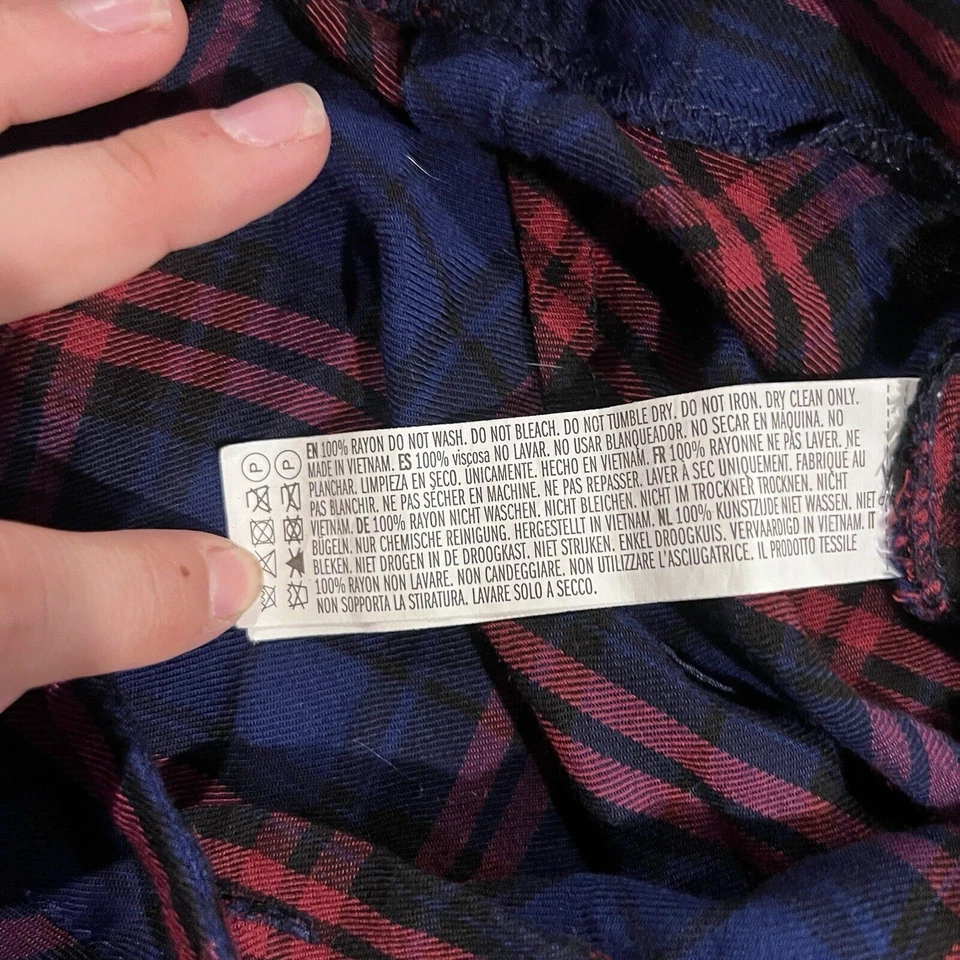 EN 100% RAYON DO NOT WASH. DO NOT BLEACH. DO NOT TUMBLE DRY. DO NOT IRON. DRY CLEAN ONLY.
MADE IN VIETNAM. ES 100% viscosa NO LAVAR. NO USAR BLANQUEADOR. NO SECAR EN MÁQUINA. NO
PLANCHAR. LIMPIEZA EN SECO. ÚNICAMENTE. HECHO EN VIETNAM. FR 100% RAYONNE NE PAS LAVER. NE
PAS BLANCHIR. NE PAS SÉCHER EN MACHINE. NE PAS REPASSER. LAVER À SEC UNIQUEMENT. FABRIQUÉ AU
VIETNAM. DE 100% RAYON NICHT WASCHEN. NICHT BLEICHEN. NICHT IM TROCKNER TROCKNEN. NICHT
BÜGELN. NUR CHEMISCHE REINIGUNG. HERGESTELLT IN VIETNAM. NL 100% KUNSTZIJDE NIET WASSEN. NIET
BLEKEN. NIET DROGEN IN DE DROOGKAST. NIET STRIJKEN. ENKEL DROOGKUIS. VERVAARDIGD IN VIETNAM. IT
100% RAYON NON LAVARE. NON CANDEGGIARE. NON UTILIZZARE L'ASCIUGATRICE. IL PRODOTTO TESSILE
NON SOPPORTA LA STIRATURA. LAVARE SOLO A SECCO.
P P